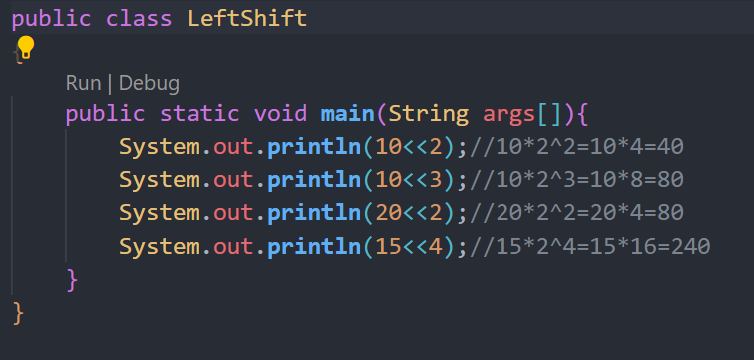 public class LeftShift
{
Run | Debug
public static void main(String args[]){
System.out.println(10<<2);//10*2^2=10*4=40
System.out.println(10<<3);//10*2^3=10*8=80
System.out.println(20<<2);//20*2^2=20*4=80
System.out.println(15<<4);//15*2^4=15*16=240
}
}